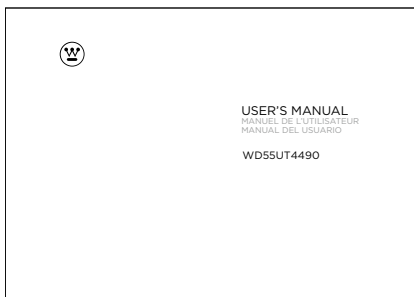 USER'S MANUAL
MANUEL DE L'UTILISATEUR
MANUAL DEL USUARIO
WD55UT4490